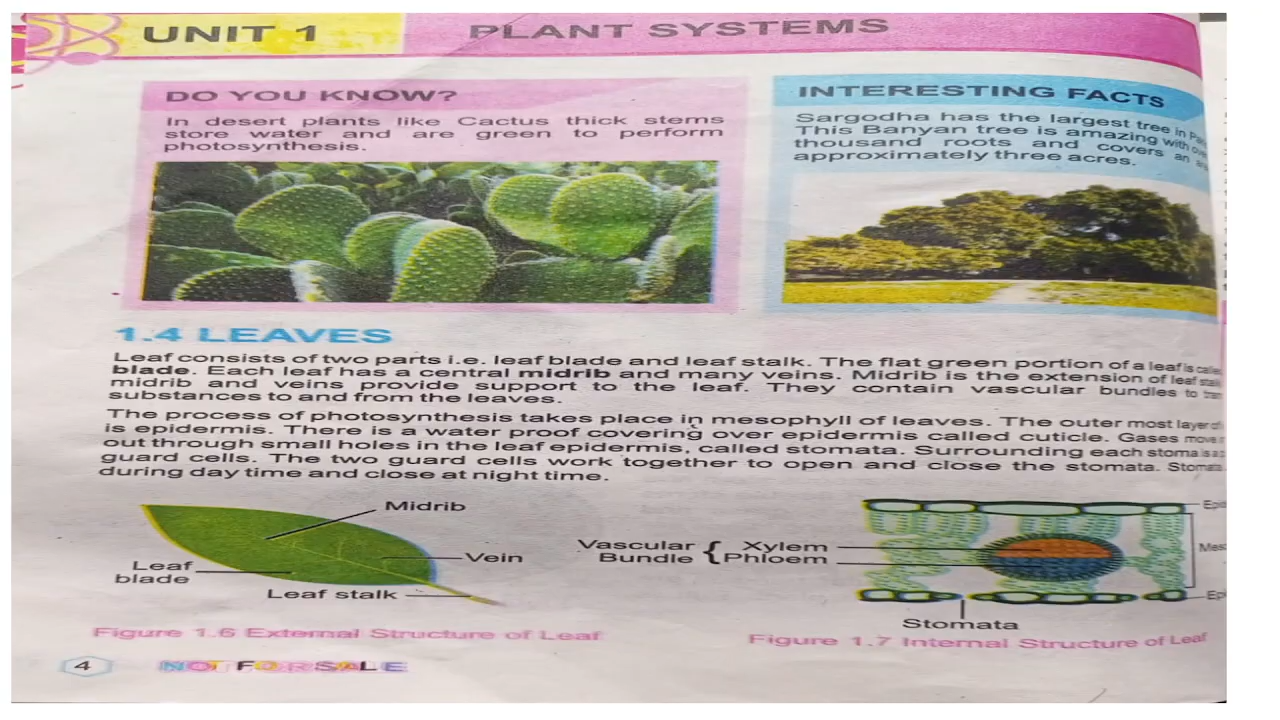 UNIT 1
PLANT SYSTEMS
DO YOU KNOW?
In desert plants like Cactus thick stems
store water and are green to perform
photosynthesis.
INTERESTING FACTS
Sargodha has the largest tree in
This Banyan tree is amazing with
thousand roots and covers an
approximately three acres.
1.4 LEAVES
Leaf consists of two parts i.e. leaf blade and leaf stalk. The flat green portion of a leaf is
blade. Each leaf has a central midrib and many veins. Midrib is the extension of leaf
midrib and veins provide support to the leaf. They contain vascular bundles to
substances to and from the leaves.
The process of photosynthesis takes place in mesophyll of leaves. The outer most layer of
is epidermis. There is a water proof covering over epidermis called cuticle. Gases move
out through small holes in the leaf epidermis, called stomata. Surrounding each stoma is
guard cells. The two guard cells work together to open and close the stomata.
during day time and close at night time.
Midrib
Vein
Leaf
blade
Leaf stalk
Figure 1.6 External Structure of Leaf
Vascular
Bundle
{
Xylem
Phloem
Stomata
Figure 1.7 Internal Structure of Leaf
4
NOT FOR SALE